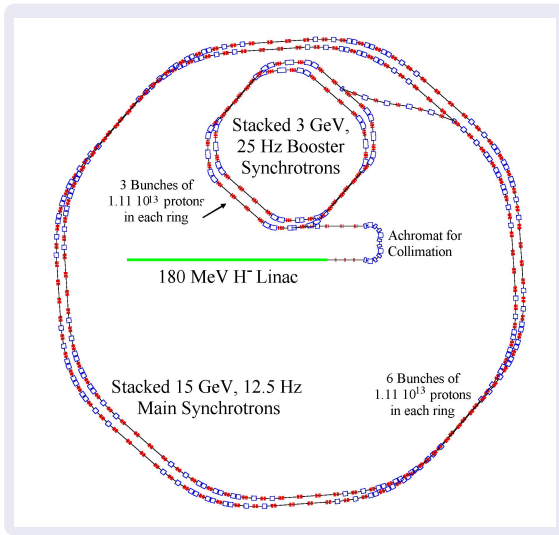 Stacked 3 GeV,
25 Hz Booster
Synchrotrons
3 Bunches of
1.11 10¹³ protons
in each ring
Achromat for
Collimation
180 MeV H⁻ Linac
Stacked 15 GeV, 12.5 Hz
Main Synchrotrons
6 Bunches of
1.11 10¹³ protons
in each ring